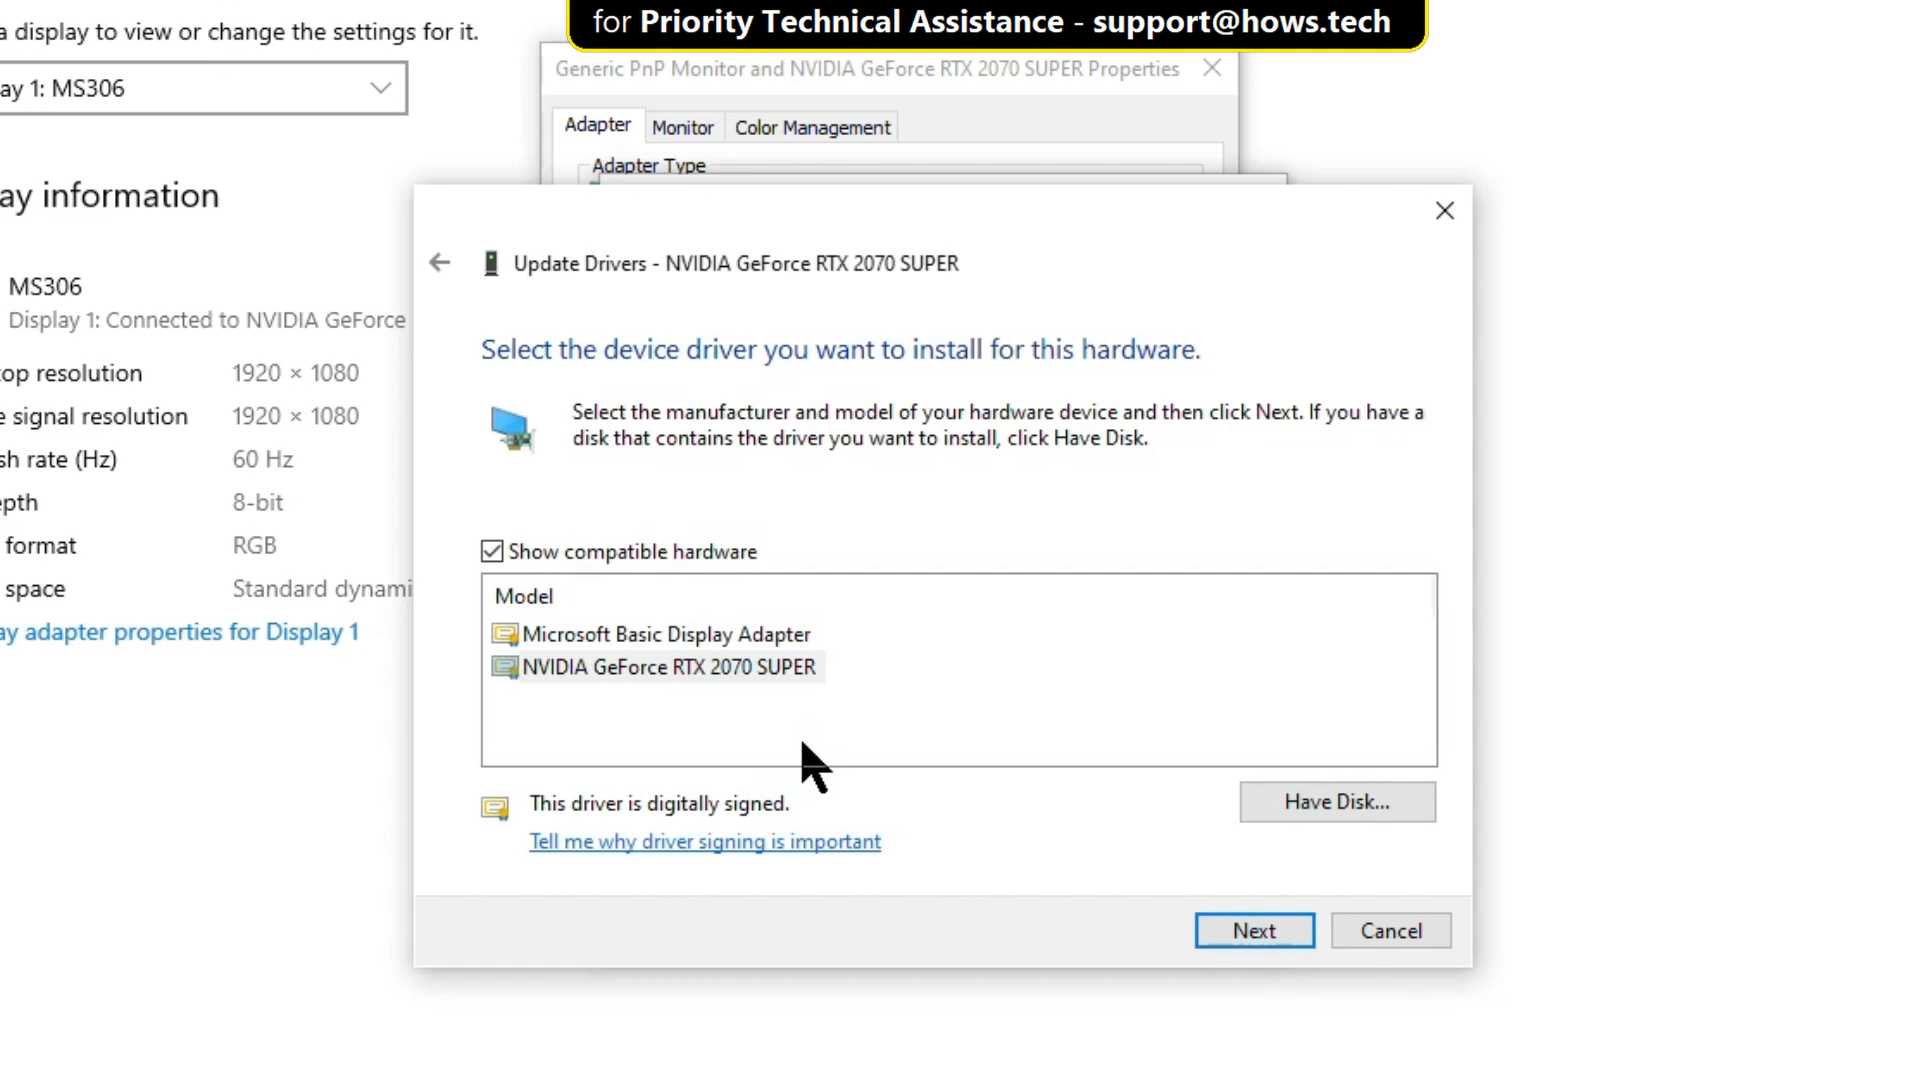 for Priority Technical Assistance - support@hows.tech
a display to view or change the settings for it.
Generic PnP Monitor and NVIDIA GeForce RTX 2070 SUPER Properties
ay 1: MS306
Adapter
Monitor
Color Management
Adapter Type
ay information
Update Drivers - NVIDIA GeForce RTX 2070 SUPER
MS306
Display 1: Connected to NVIDIA GeForce
Select the device driver you want to install for this hardware.
top resolution 1920 × 1080
e signal resolution 1920 × 1080
Select the manufacturer and model of your hardware device and then click Next. If you have a
disk that contains the driver you want to install, click Have Disk.
sh rate (Hz) 60 Hz
epth 8-bit
format RGB
Show compatible hardware
space Standard dynami
Model
ay adapter properties for Display 1
Microsoft Basic Display Adapter
NVIDIA GeForce RTX 2070 SUPER
This driver is digitally signed.
Have Disk...
Tell me why driver signing is important
Next
Cancel